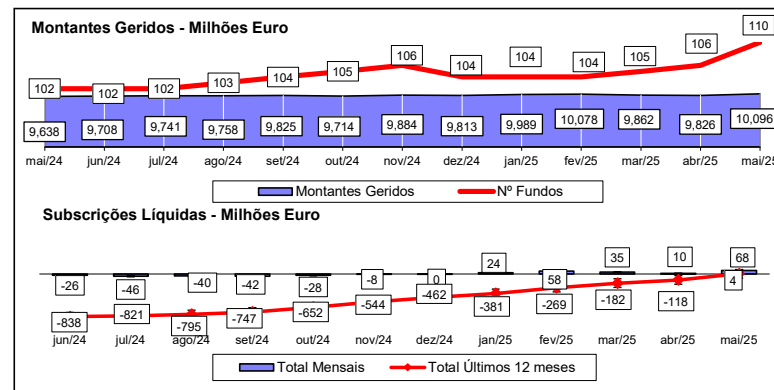 Montantes Geridos - Milhões Euro
102 102 102 103 104 105 106 104 104 104 105 106 110
9,638 9,708 9,741 9,758 9,825 9,714 9,884 9,813 9,989 10,078 9,862 9,826 10,096
mai/24 jun/24 jul/24 ago/24 set/24 out/24 nov/24 dez/24 jan/25 fev/25 mar/25 abr/25 mai/25
Montantes Geridos Nº Fundos
Subscrições Líquidas - Milhões Euro
-26 -46 -40 -42 -28 -8 0 24 58 35 10 68
-838 -821 -795 -747 -652 -544 -462 -381 -269 -182 -118 4
jun/24 jul/24 ago/24 set/24 out/24 nov/24 dez/24 jan/25 fev/25 mar/25 abr/25 mai/25
Total Mensais Total Últimos 12 meses